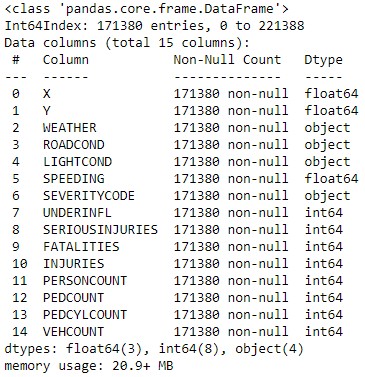 <class 'pandas.core.frame.DataFrame'>
Int64Index: 171380 entries, 0 to 221388
Data columns (total 15 columns):
 #   Column           Non-Null Count   Dtype
---  ------           --------------   -----
 0   X                171380 non-null  float64
 1   Y                171380 non-null  float64
 2   WEATHER          171380 non-null  object
 3   ROADCOND         171380 non-null  object
 4   LIGHTCOND        171380 non-null  object
 5   SPEEDING         171380 non-null  float64
 6   SEVERITYCODE     171380 non-null  object
 7   UNDERINFL        171380 non-null  int64
 8   SERIOUSINJURIES  171380 non-null  int64
 9   FATALITIES       171380 non-null  int64
 10  INJURIES         171380 non-null  int64
 11  PERSONCOUNT      171380 non-null  int64
 12  PEDCOUNT         171380 non-null  int64
 13  PEDCYLCOUNT      171380 non-null  int64
 14  VEHCOUNT         171380 non-null  int64
dtypes: float64(3), int64(8), object(4)
memory usage: 20.9+ MB